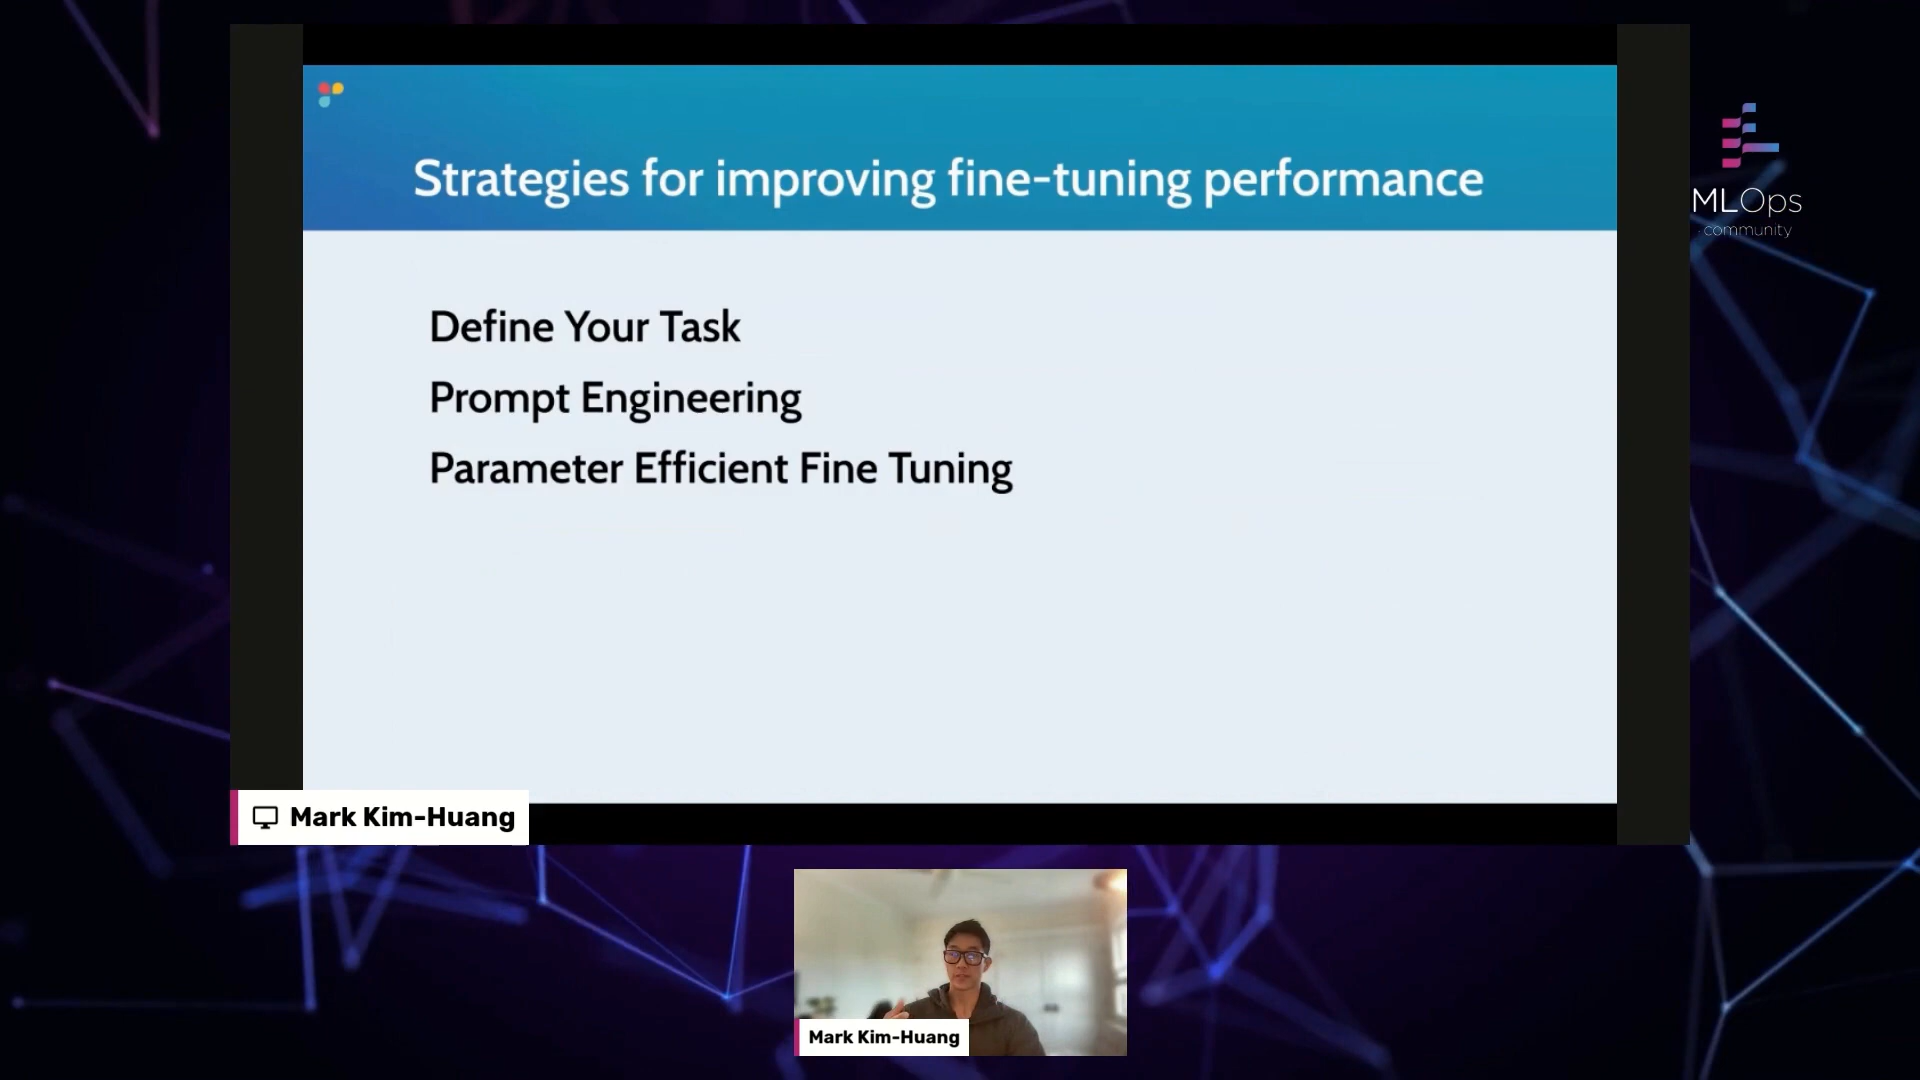 Strategies for improving fine-tuning performance
MLOps
community
Define Your Task
Prompt Engineering
Parameter Efficient Fine Tuning
Mark Kim-Huang
Mark Kim-Huang